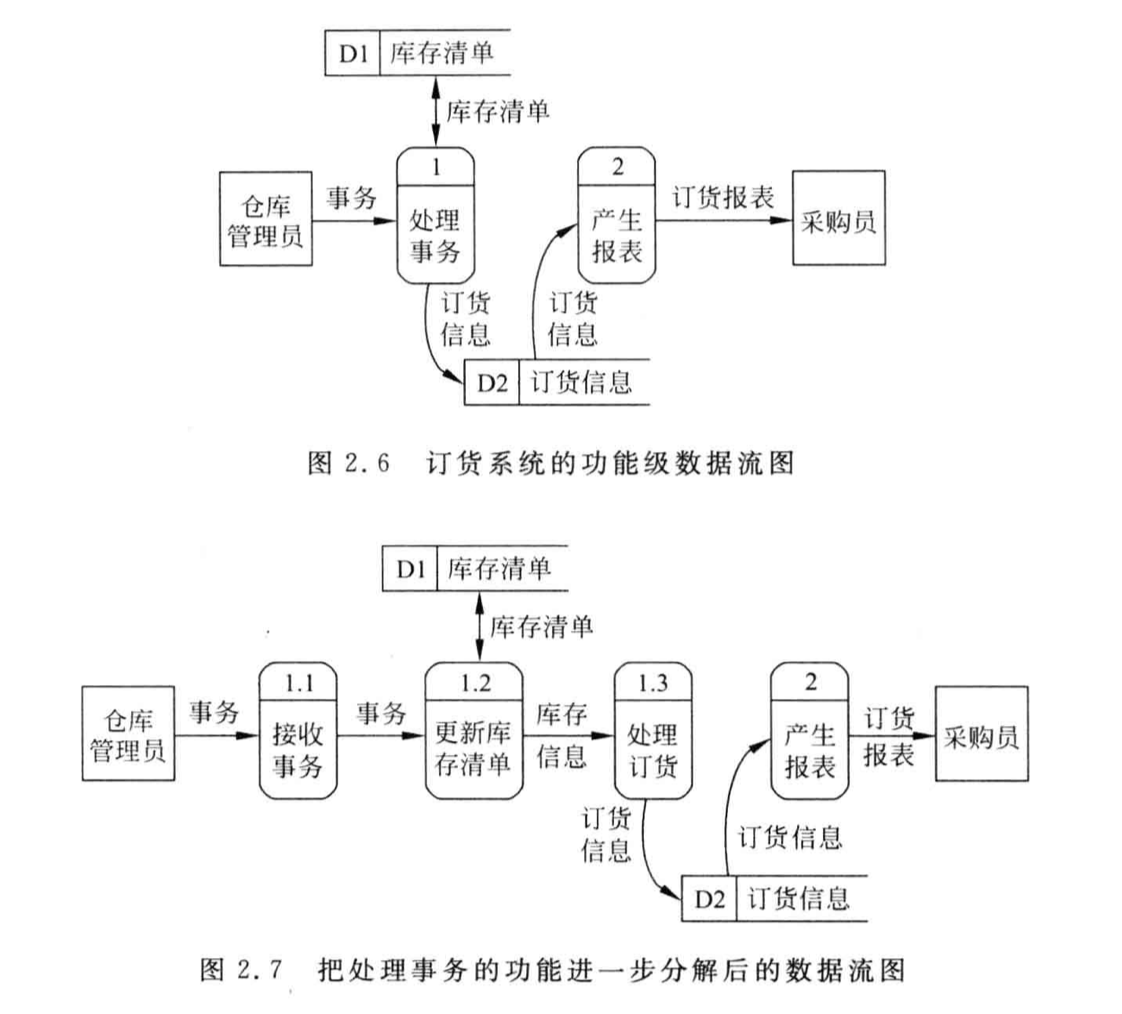 D1 库存清单
库存清单
1
2
仓库
管理员
事务
处理
事务
产生
报表
订货报表
采购员
订货
信息
订货
信息
D2 订货信息
图 2.6 订货系统的功能级数据流图
D1 库存清单
库存清单
1.1
1.2
1.3
2
仓库
管理员
事务
接收
事务
事务
更新库
存清单
库存
信息
处理
订货
产生
报表
订货
报表
采购员
订货
信息
订货信息
D2 订货信息
图 2.7 把处理事务的功能进一步分解后的数据流图